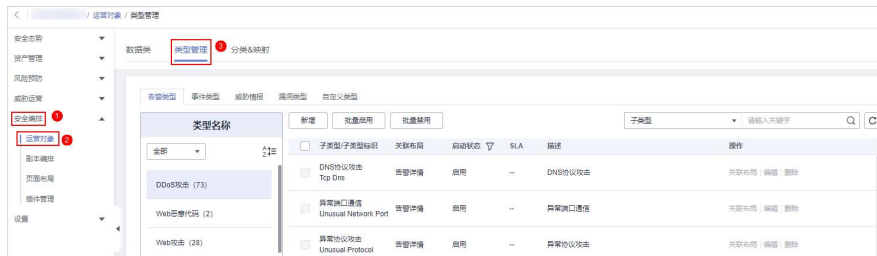 / 运营对象 / 类型管理
安全态势
资产管理
风险预防
威胁运营
安全编排 1
运营对象 2
剧本编排
页面布局
插件管理
设置
数据类 类型管理 3 分类&映射
告警类型 事件类型 威胁情报 漏洞类型 自定义类型
类型名称
全部
DDoS攻击 (73)
Web恶意代码 (2)
Web攻击 (28)
新增 批量启用 批量禁用 子类型 请输入关键字
子类型/子类型标识 关联布局 启动状态 SLA 描述 操作
DNS协议攻击
Tcp Dns 告警详情 启用 -- DNS协议攻击 关联布局 编辑 删除
异常端口通信
Unusual Network Port 告警详情 启用 -- 异常端口通信 关联布局 编辑 删除
异常协议攻击
Unusual Protocol 告警详情 启用 -- 异常协议攻击 关联布局 编辑 删除